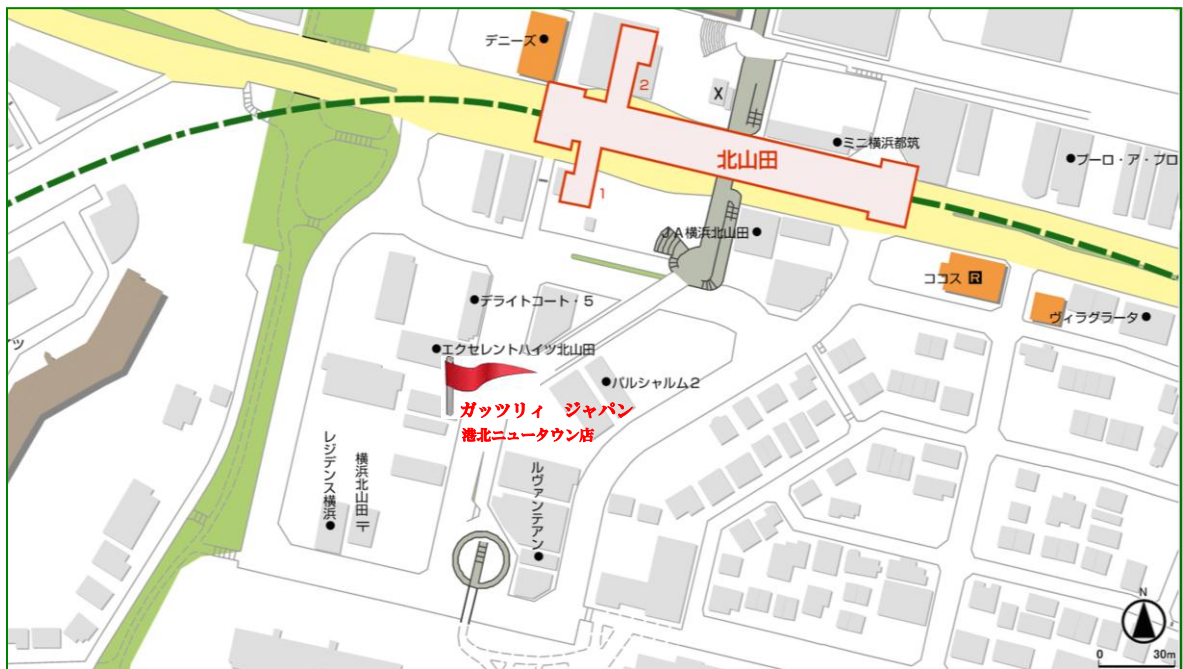 デニーズ
2
X
ミニ横浜都筑
北山田
プーロ・ア・プロ
1
JA横浜北山田
ココス R
デライトコート・5
ヴィラグラータ
ツ
エクセレントハイツ北山田
パルシャルム2
ガッツリィ ジャパン
港北ニュータウン店
レジデンス横浜
横浜北山田〒
ルヴァンテアン
N
0 30m